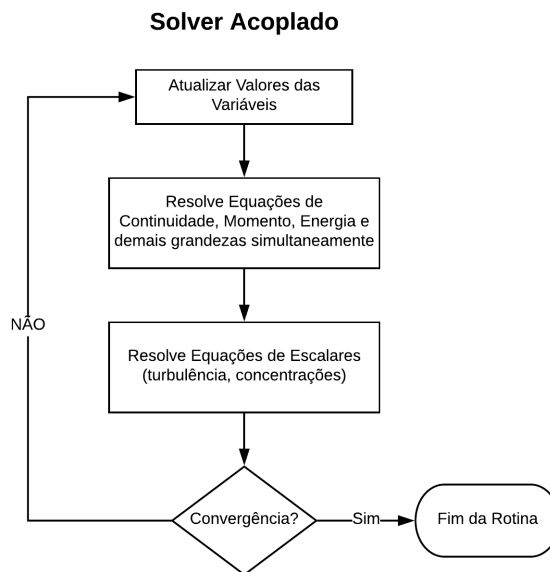 Solver Acoplado
Atualizar Valores das
Variáveis
Resolve Equações de
Continuidade, Momento, Energia e
demais grandezas simultaneamente
NÃO
Resolve Equações de Escalares
(turbulência, concentrações)
Convergência?
Sim
Fim da Rotina